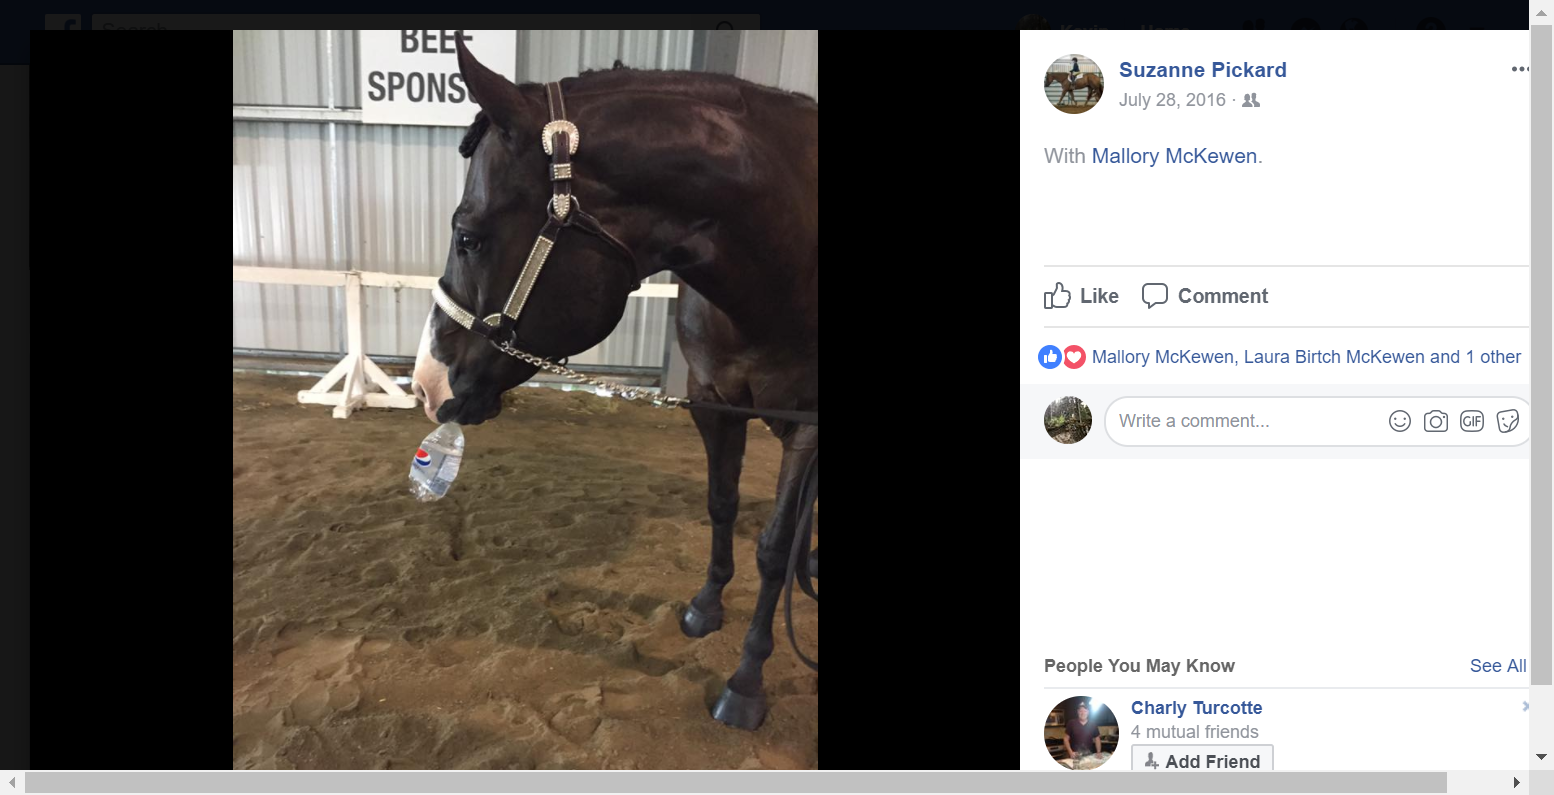 Search
BEEF
SPONS
Suzanne Pickard
July 28, 2016 ·
With Mallory McKewen.
Like
Comment
Mallory McKewen, Laura Birtch McKewen and 1 other
Write a comment...
GIF
People You May Know
See All
Charly Turcotte
4 mutual friends
Add Friend